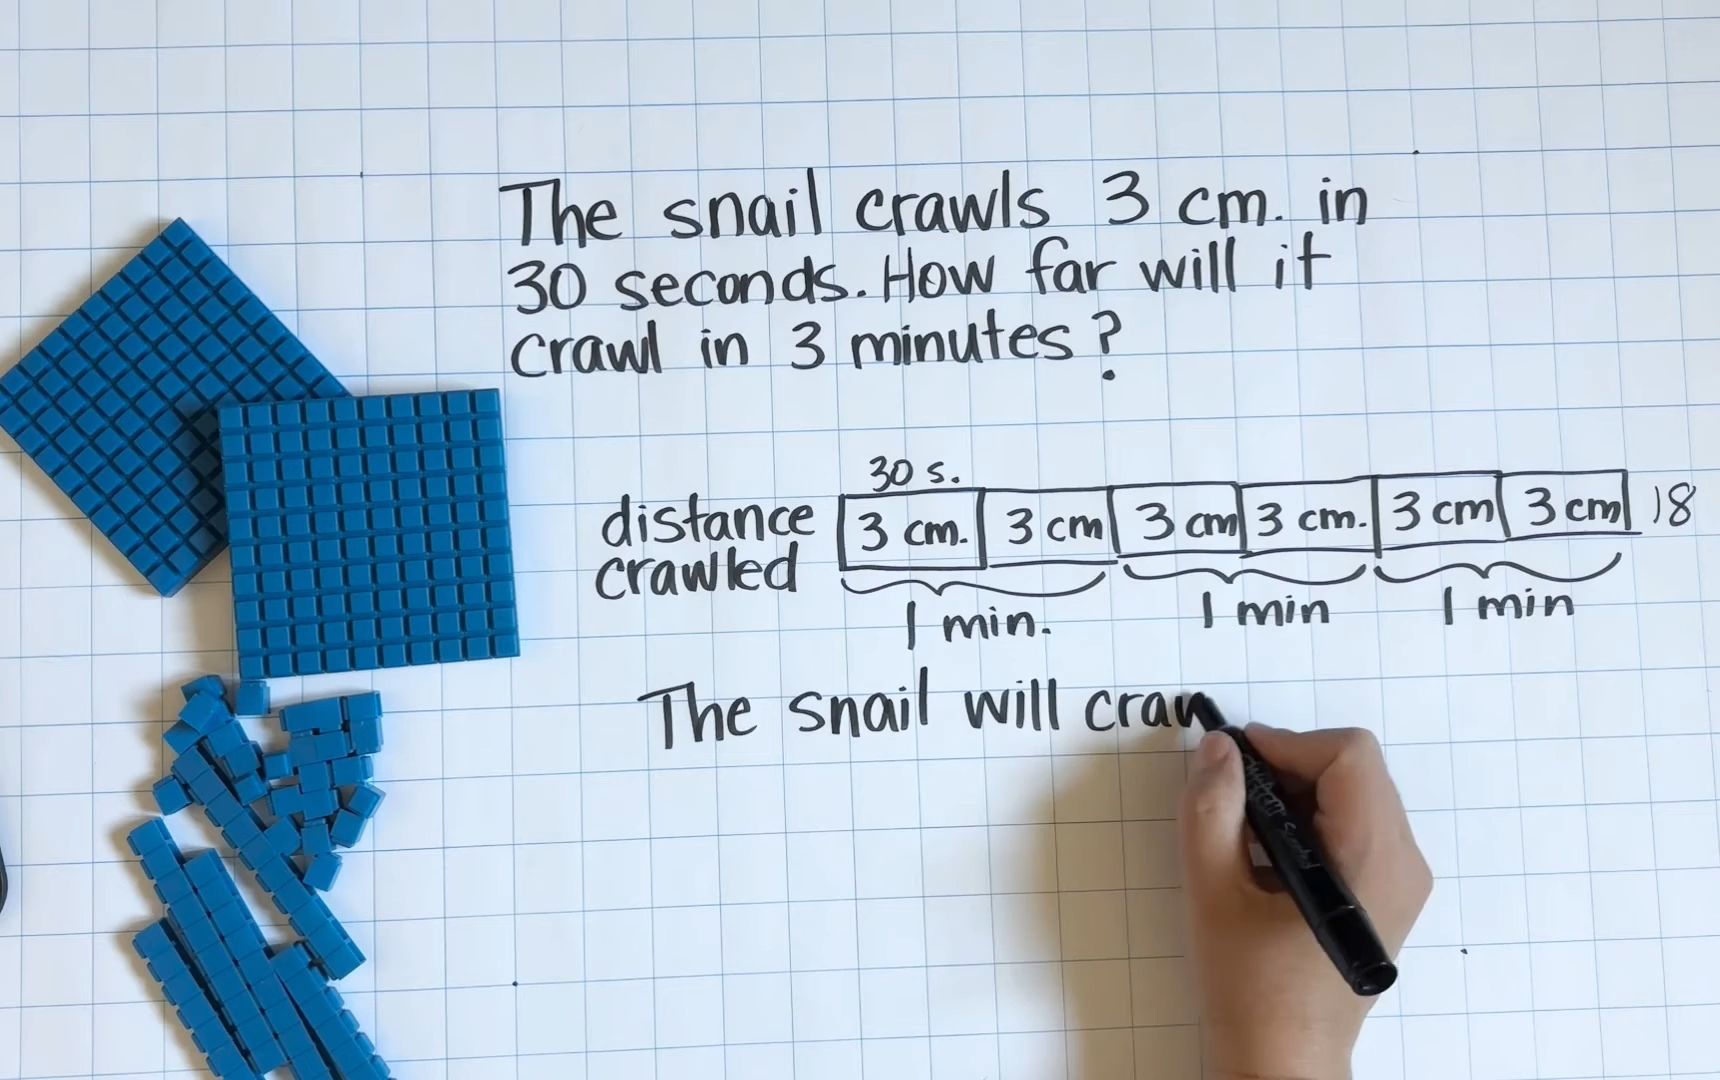 The snail crawls 3 cm. in
30 seconds. How far will it
crawl in 3 minutes?
30 s.
distance crawled
3 cm. 3 cm 3 cm 3 cm. 3 cm 3 cm 18
1 min. 1 min 1 min
The snail will craw